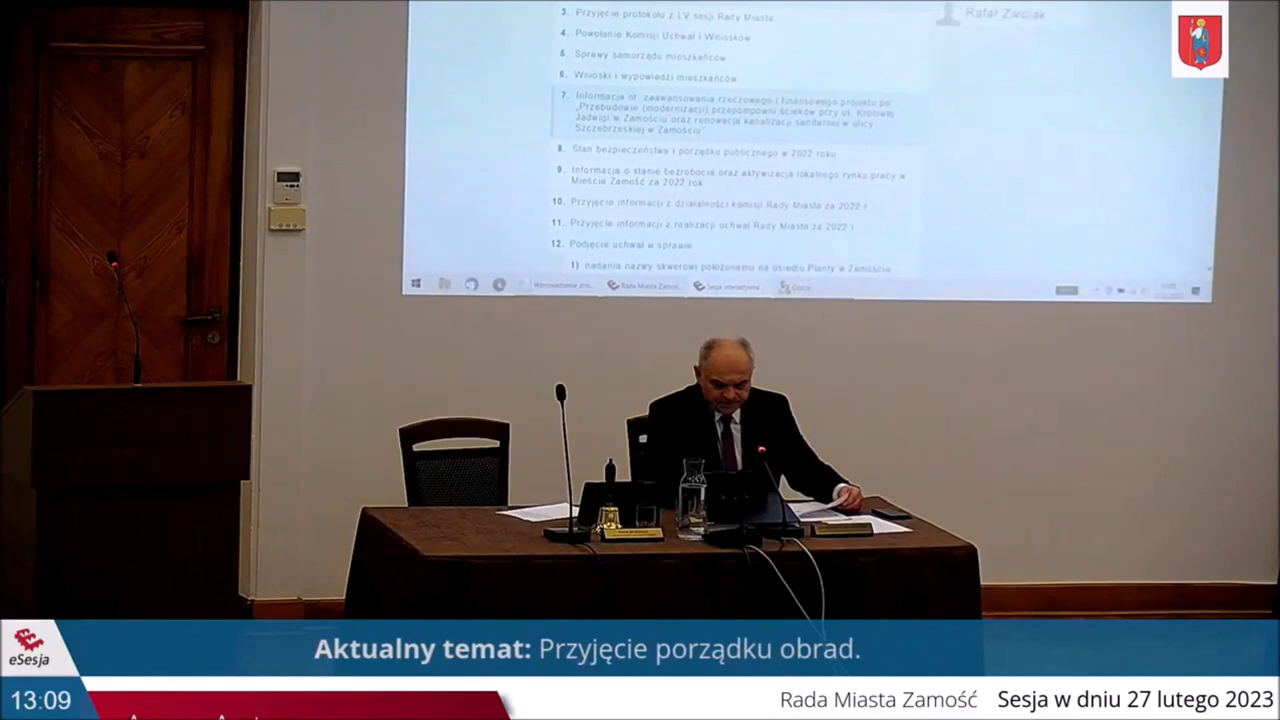 3. Przyjęcie protokołu z LV sesji Rady Miasta
Rafał Zwolak
4. Powołanie Komisji Uchwał i Wniosków
5. Sprawy samorządu mieszkańców
6. Wnioski i wypowiedzi mieszkańców
7. Informacja nt. zaawansowania rzeczowego i finansowego projektu pn.
„Przebudowie (modernizacji) przepompowni ścieków przy ul. Królowej
Jadwigi w Zamościu oraz renowacja kanalizacji sanitarnej w ulicy
Szczebrzeskiej w Zamościu"
8. Stan bezpieczeństwa i porządku publicznego w 2022 roku
9. Informacja o stanie bezrobocia oraz aktywizacja lokalnego rynku pracy w
Mieście Zamość za 2022 rok
10. Przyjęcie informacji z działalności komisji Rady Miasta za 2022 r.
11. Przyjęcie informacji z realizacji uchwał Rady Miasta za 2022 r.
12. Podjęcie uchwał w sprawie
1) nadania nazwy skwerowi położonemu na osiedlu Planty w Zamościu
Rada Miasta Zamoś...
Sesja interaktywna
eSesja
Aktualny temat: Przyjęcie porządku obrad.
13:09
Rada Miasta Zamość Sesja w dniu 27 lutego 2023